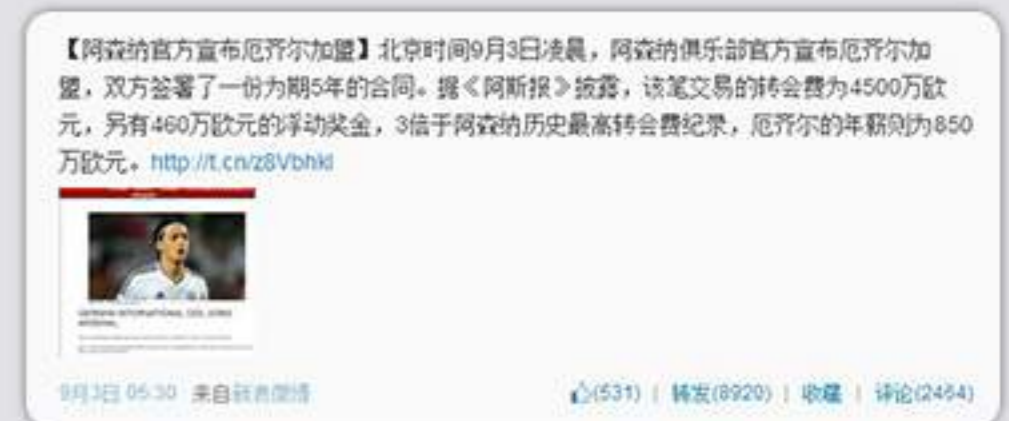 【阿森纳官方宣布厄齐尔加盟】北京时间9月3日凌晨，阿森纳俱乐部官方宣布厄齐尔加
盟，双方签署了一份为期5年的合同。据《阿斯报》披露，该笔交易的转会费为4500万欧
元，另有460万欧元的浮动奖金，3倍于阿森纳历史最高转会费纪录，厄齐尔的年薪则为850
万欧元。http://t.cn/z8Vbhkl
9月3日 05:30 来自新浪微博
(531) | 转发(8920) | 收藏 | 评论(2464)